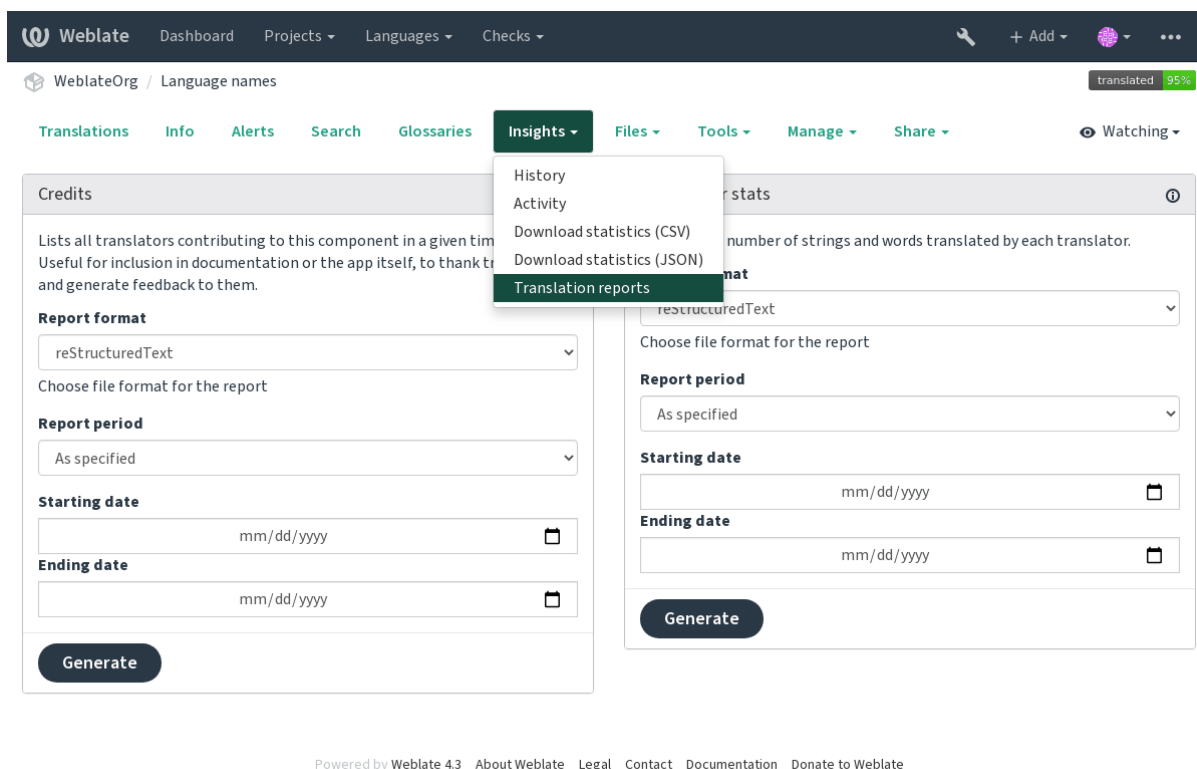 Weblate Dashboard Projects Languages Checks + Add
WeblateOrg / Language names
translated 95%
Translations Info Alerts Search Glossaries Insights Files Tools Manage Share Watching
History
Activity
Download statistics (CSV)
Download statistics (JSON)
Translation reports
Credits
Lists all translators contributing to this component in a given
Useful for inclusion in documentation or the app itself, to thank
and generate feedback to them.
Report format
reStructuredText
Choose file format for the report
Report period
As specified
Starting date
mm/dd/yyyy
Ending date
mm/dd/yyyy
Generate
stats
number of strings and words translated by each translator.
reStructuredText
Choose file format for the report
Report period
As specified
Starting date
mm/dd/yyyy
Ending date
mm/dd/yyyy
Generate
Powered by Weblate 4.3 About Weblate Legal Contact Documentation Donate to Weblate